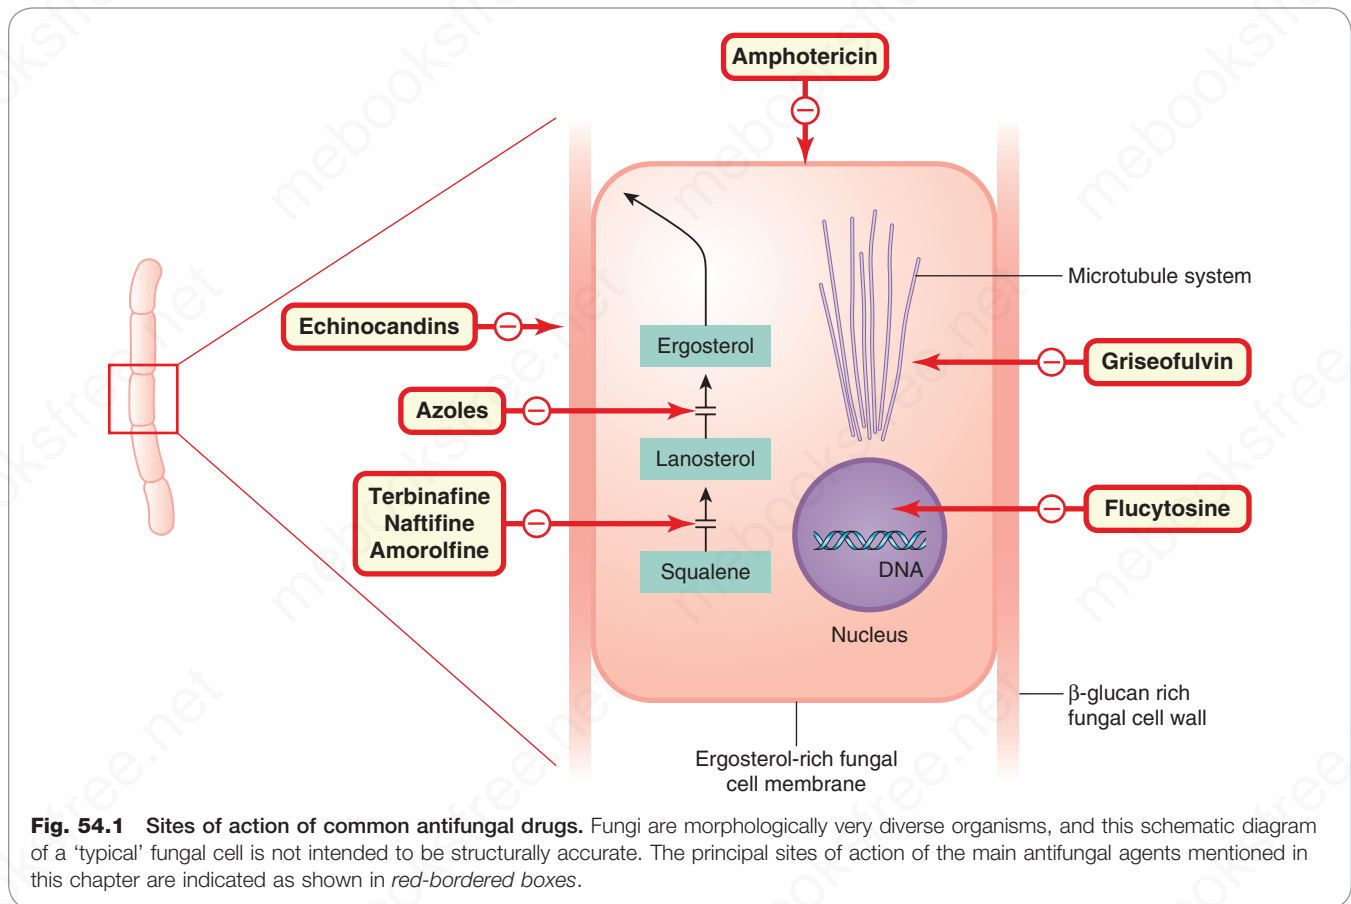 Amphotericin
Microtubule system
Echinocandins
Ergosterol
Griseofulvin
Azoles
Lanosterol
Terbinafine
Naftifine
Amorolfine
Flucytosine
Squalene
DNA
Nucleus
β-glucan rich
fungal cell wall
Ergosterol-rich fungal
cell membrane
Fig. 54.1 Sites of action of common antifungal drugs. Fungi are morphologically very diverse organisms, and this schematic diagram
of a ‘typical’ fungal cell is not intended to be structurally accurate. The principal sites of action of the main antifungal agents mentioned in
this chapter are indicated as shown in red-bordered boxes.
mebooksfree.net